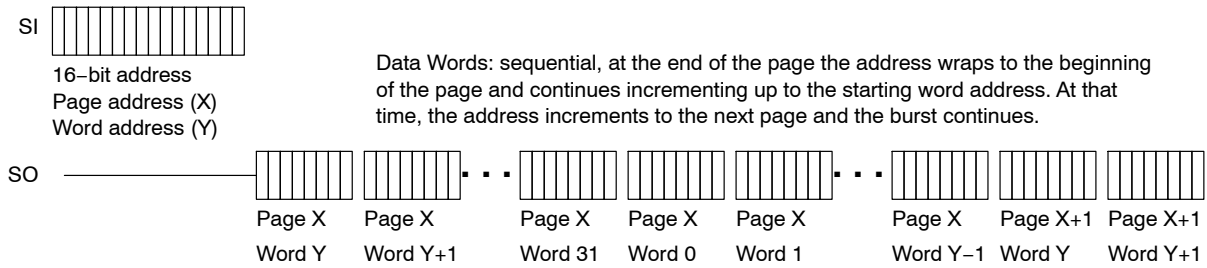 SI
16−bit address
Page address (X)
Word address (Y)
Data Words: sequential, at the end of the page the address wraps to the beginning
of the page and continues incrementing up to the starting word address. At that
time, the address increments to the next page and the burst continues.
SO
Page X Page X Page X Page X Page X Page X Page X+1 Page X+1
Word Y Word Y+1 Word 31 Word 0 Word 1 Word Y−1 Word Y Word Y+1